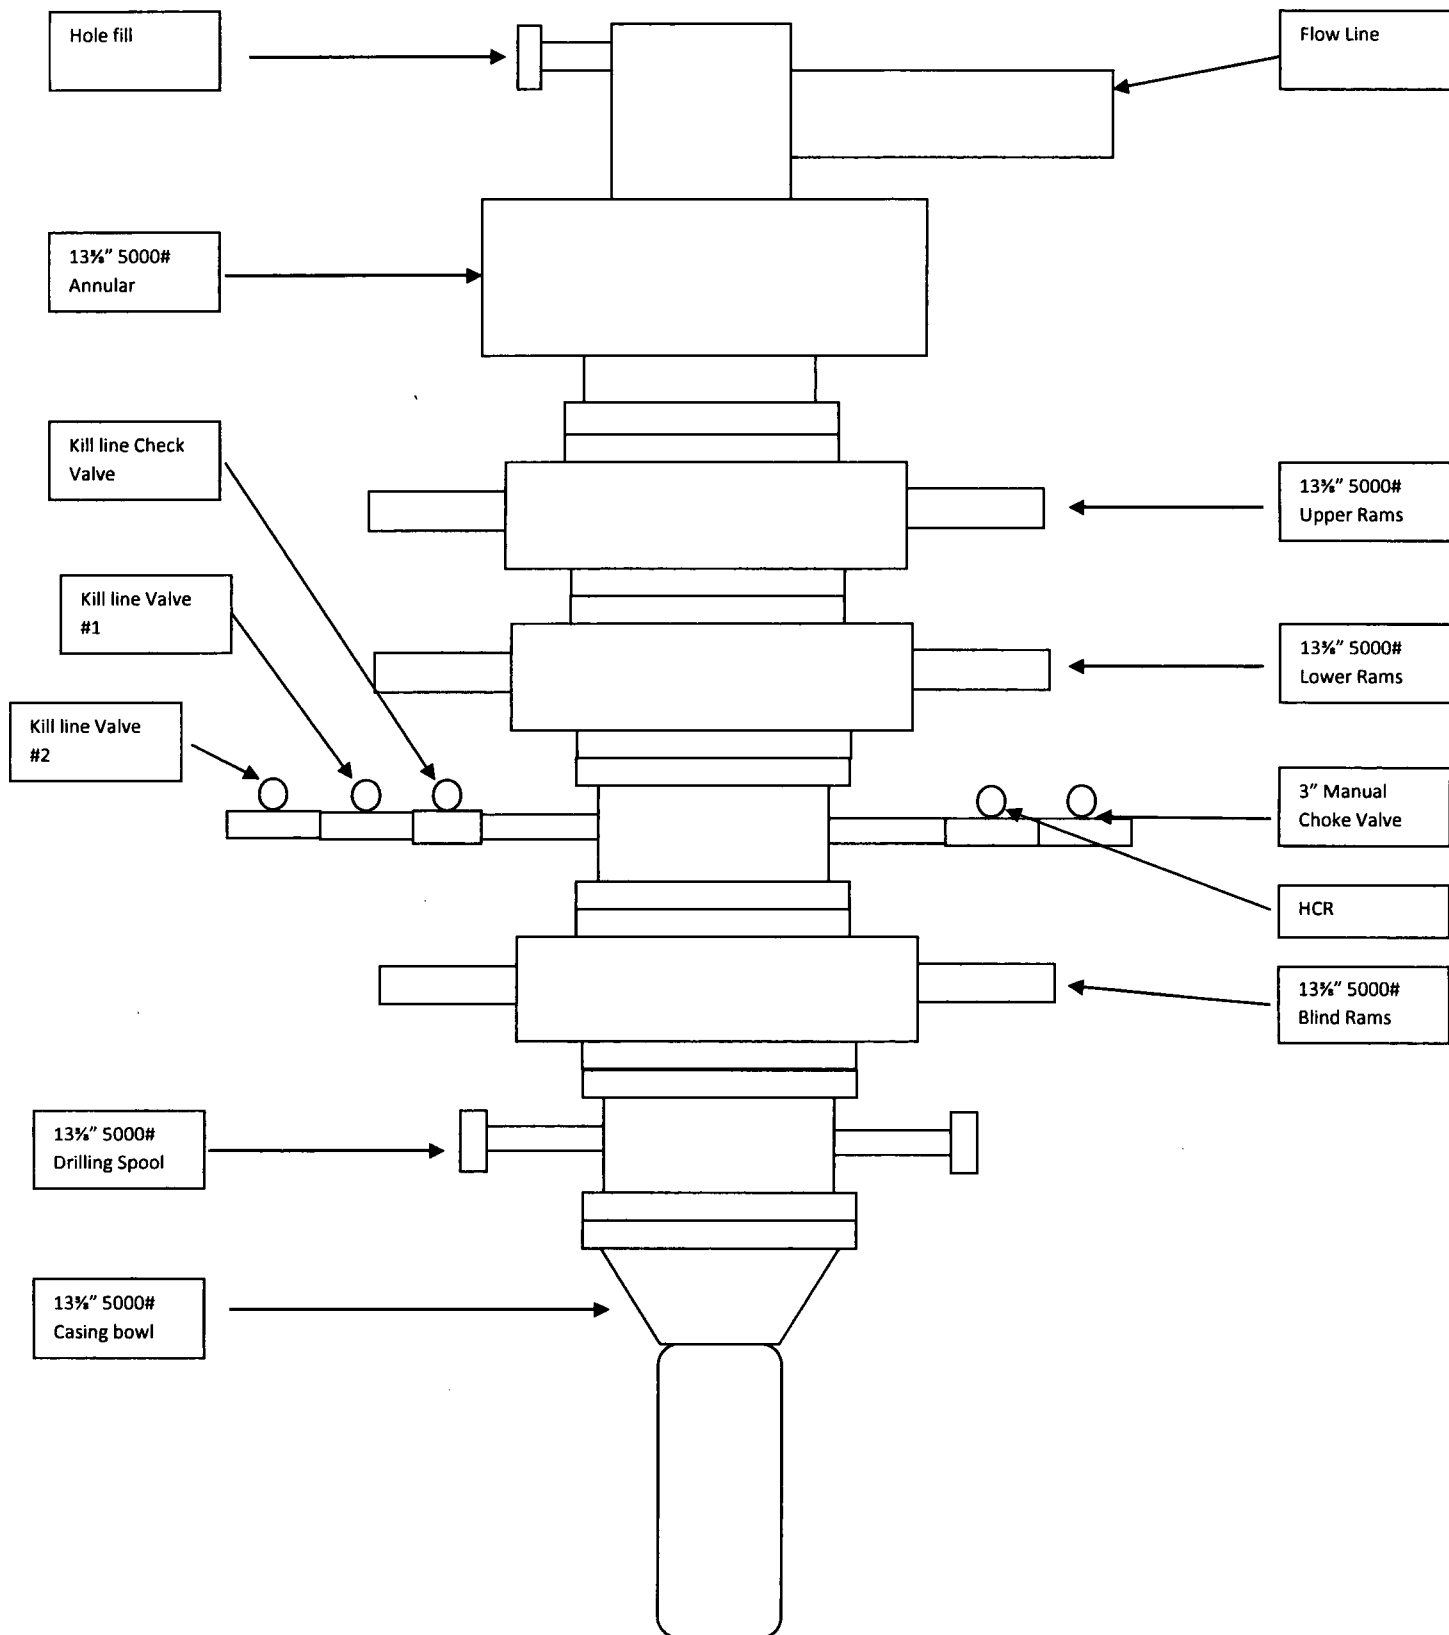 Hole fill
Flow Line
13⅝” 5000#
Annular
Kill line Check
Valve
13⅝” 5000#
Upper Rams
Kill line Valve
#1
13⅝” 5000#
Lower Rams
Kill line Valve
#2
3” Manual
Choke Valve
HCR
13⅝” 5000#
Blind Rams
13⅝” 5000#
Drilling Spool
13⅝” 5000#
Casing bowl